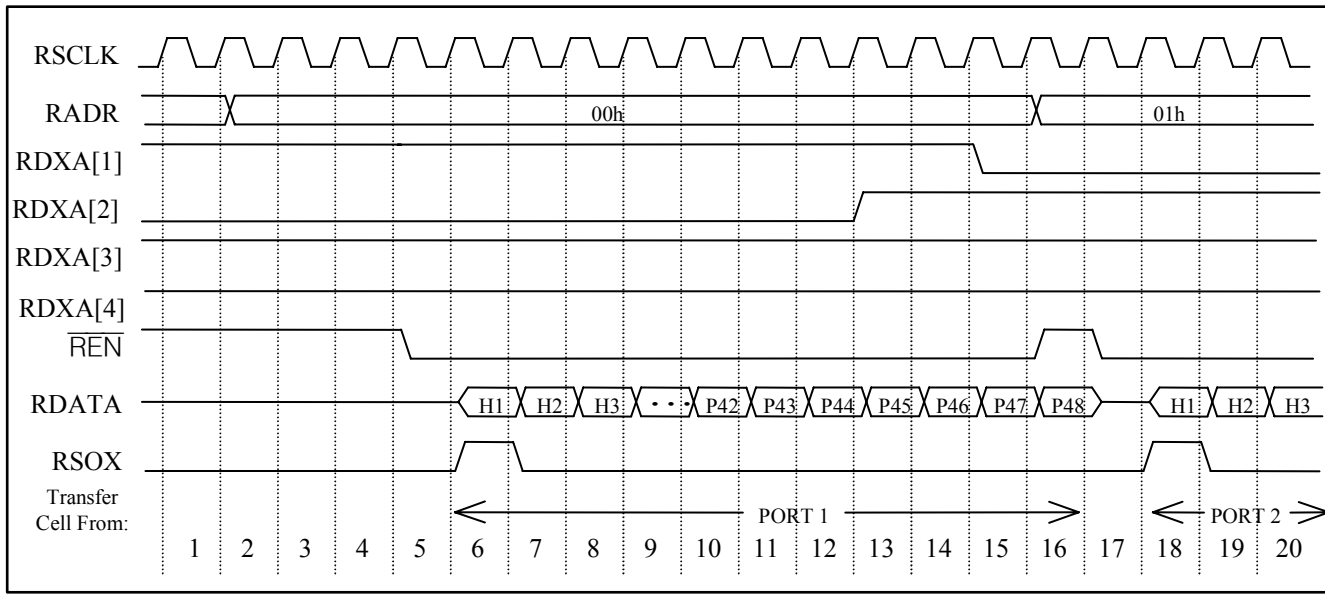 RSCLK
RADR 00h 01h
RDXA[1]
RDXA[2]
RDXA[3]
RDXA[4]
REN
RDATA H1 H2 H3 ... P42 P43 P44 P45 P46 P47 P48 H1 H2 H3
RSOX
Transfer
Cell From: PORT 1 PORT 2
1 2 3 4 5 6 7 8 9 10 11 12 13 14 15 16 17 18 19 20